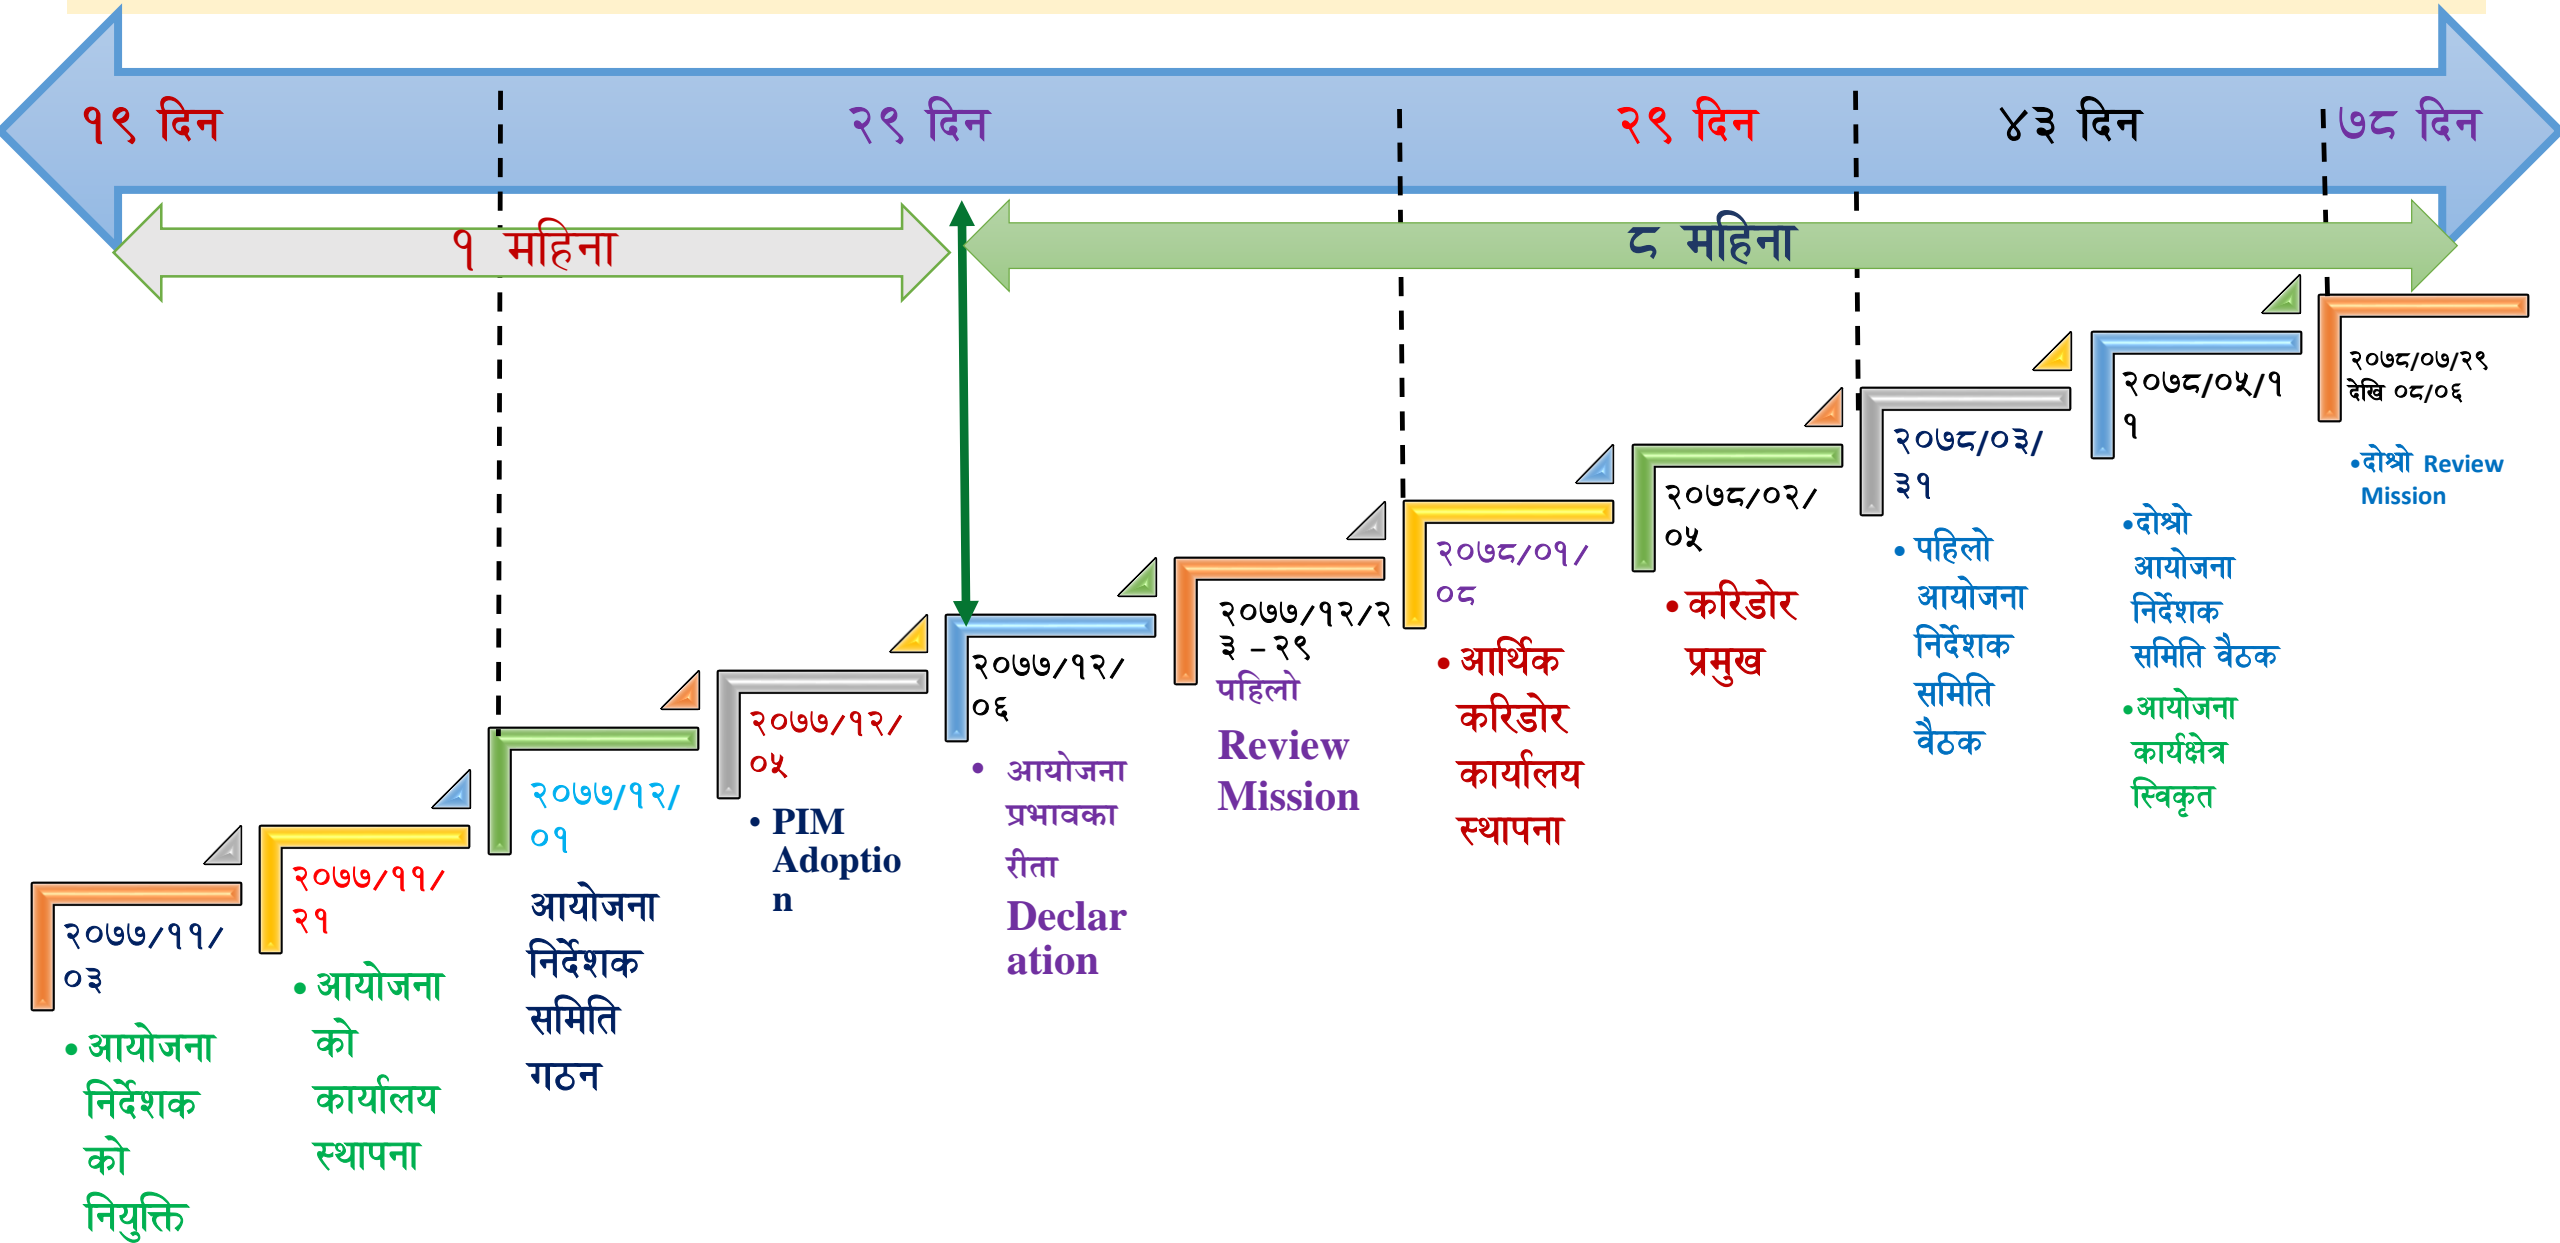 १९ दिन
२९ दिन
२९ दिन
४३ दिन
७८ दिन
१ महिना
८ महिना
२०७७/११/
०३
• आयोजना
निर्देशक
को
नियुक्ति
२०७७/११/
२१
• आयोजना
को
कार्यालय
स्थापना
२०७७/१२/
०१
आयोजना
निर्देशक
समिति
गठन
२०७७/१२/
०५
• PIM
Adoptio
n
२०७७/१२/
०६
• आयोजना
प्रभावका
रीता
Declar
ation
२०७७/१२/२
३ – २९
पहिलो
Review
Mission
२०७८/०१/
०८
• आर्थिक
करिडोर
कार्यालय
स्थापना
२०७८/०२/
०५
• करिडोर
प्रमुख
२०७८/०३/
३१
• पहिलो
आयोजना
निर्देशक
समिति
वैठक
२०७८/०५/१
१
•दोश्रो
आयोजना
निर्देशक
समिति वैठक
•आयोजना
कार्यक्षेत्र
स्विकृत
२०७८/०७/२९
देखि ०८/०६
•दोश्रो Review
Mission